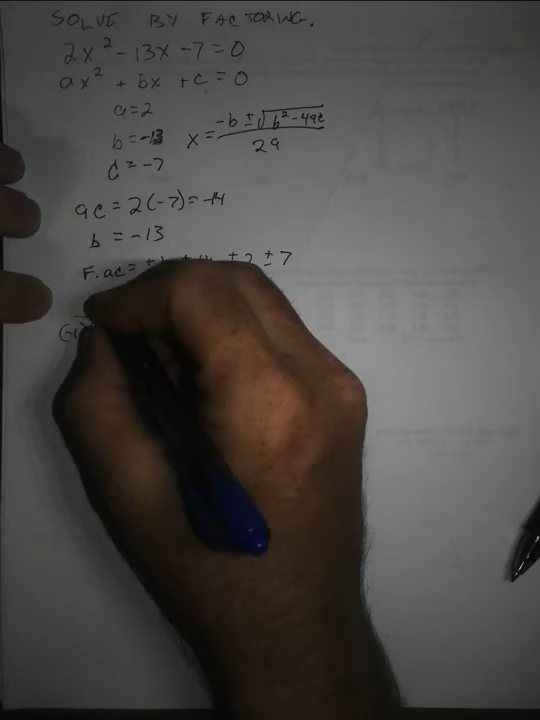 SOLVE BY FACTORING.
2x² - 13x - 7 = 0
ax² + bx + c = 0
a = 2
b = -13 x = -b ± √b² - 4ac / 2a
c = -7
ac = 2(-7) = -14
b = -13
F. ac = ± 2 ± 7
(-1)